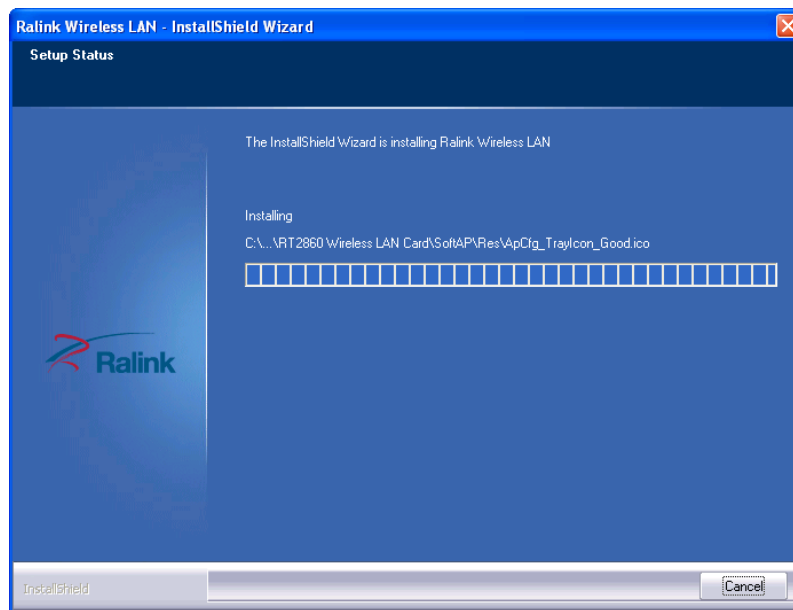 Ralink Wireless LAN - InstallShield Wizard
Setup Status
The InstallShield Wizard is installing Ralink Wireless LAN
Installing
C:\...\RT2860 Wireless LAN Card\SoftAP\Res\ApCfg_TrayIcon_Good.ico
Ralink
InstallShield
Cancel